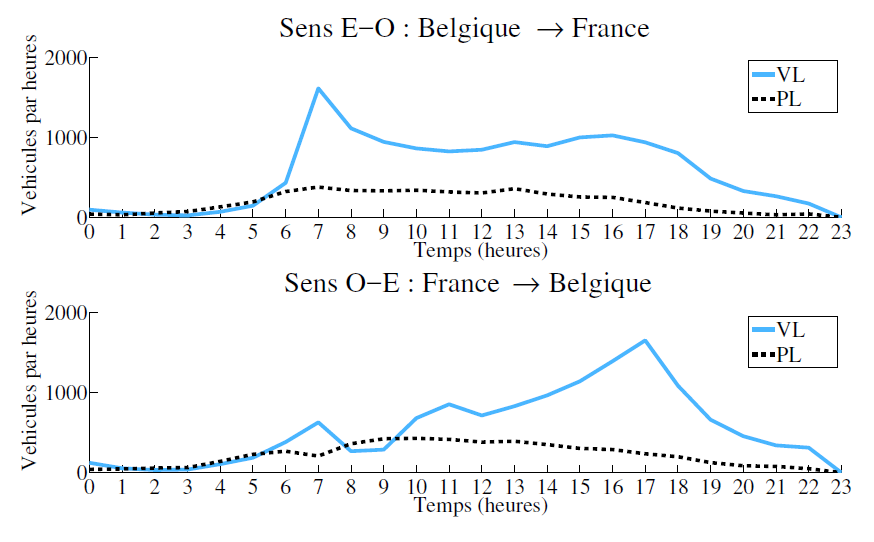 Sens E−O : Belgique → France
Vehicules par heures
2000
1000
0
VL
PL
0 1 2 3 4 5 6 7 8 9 10 11 12 13 14 15 16 17 18 19 20 21 22 23
Temps (heures)
Sens O−E : France → Belgique
Vehicules par heures
2000
1000
0
VL
PL
0 1 2 3 4 5 6 7 8 9 10 11 12 13 14 15 16 17 18 19 20 21 22 23
Temps (heures)